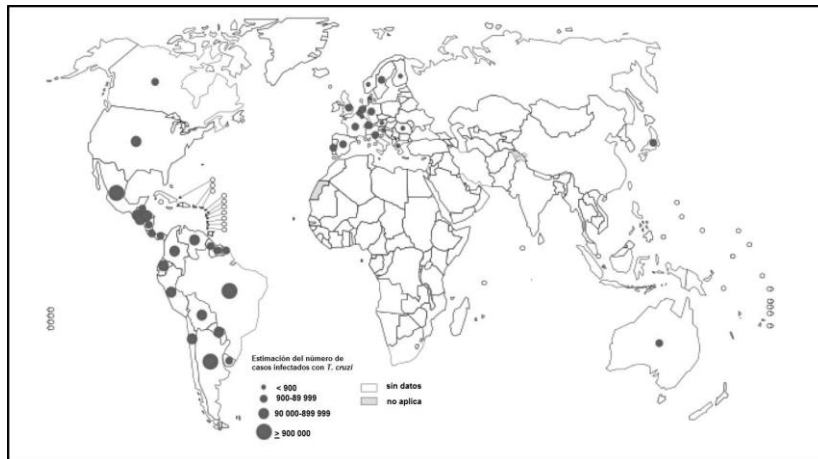 Estimación del número de
casos infectados con T. cruzi
< 900
900-89 999
90 000-899 999
≥ 900 000
sin datos
no aplica